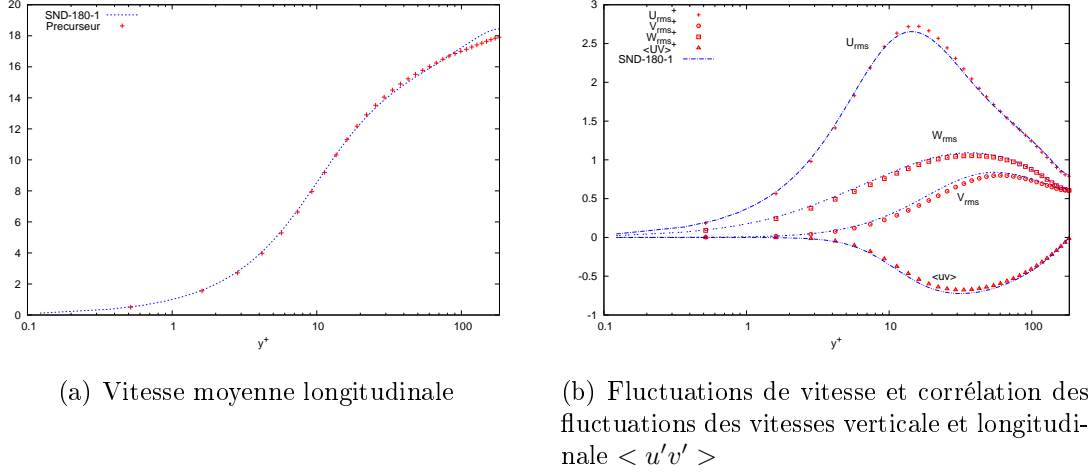 SND-180-1
Precurseur
20
18
16
14
12
10
8
6
4
2
0
0.1 1 10 100
y+
(a) Vitesse moyenne longitudinale
Urms+
Vrms+
Wrms+
<UV>
SND-180-1
3
2.5
2
1.5
1
0.5
0
-0.5
-1
Urms
Wrms
Vrms
<uv>
0.1 1 10 100
y+
(b) Fluctuations de vitesse et corrélation des
fluctuations des vitesses verticale et longitudi-
nale < u'v' >